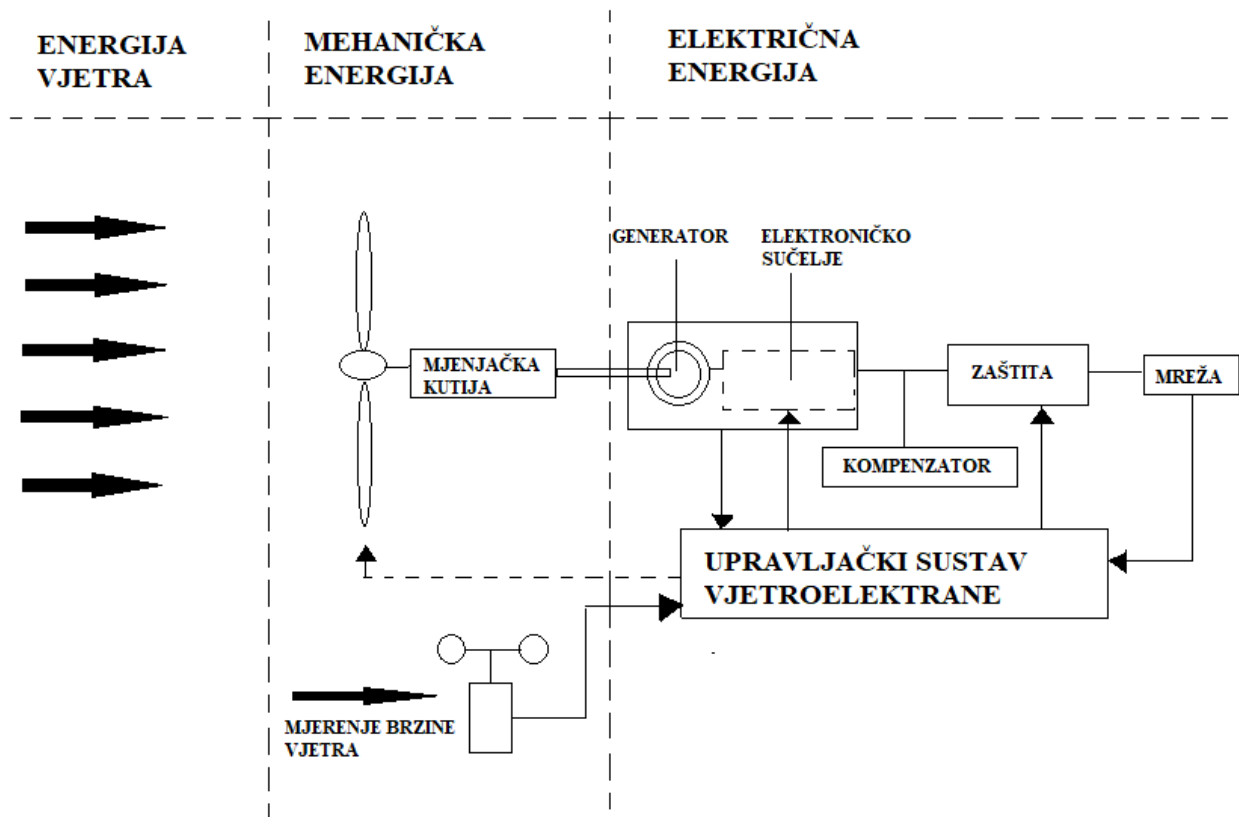 ENERGIJA
VJETRA
MEHANIČKA
ENERGIJA
ELEKTRIČNA
ENERGIJA
GENERATOR
ELEKTRONIČKO
SUČELJE
MJENJAČKA
KUTIJA
ZAŠTITA
MREŽA
KOMPENZATOR
UPRAVLJAČKI SUSTAV
VJETROELEKTRANE
MJERENJE BRZINE
VJETRA